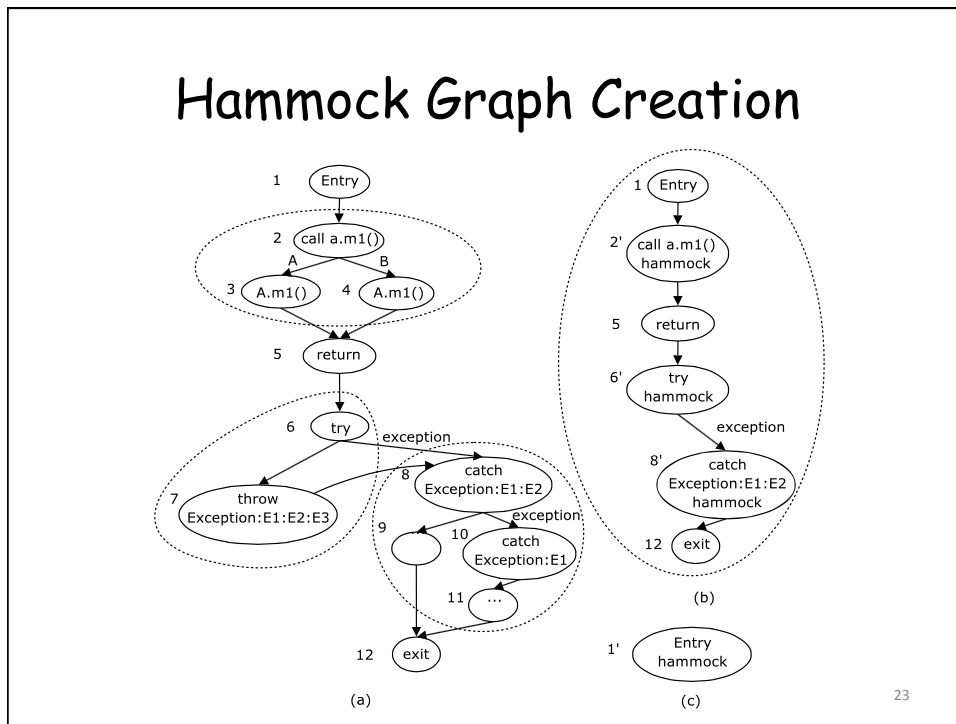 Hammock Graph Creation
1
Entry
2
call a.m1()
A
B
3
A.m1()
4
A.m1()
5
return
6
try
exception
7
throw
Exception:E1:E2:E3
8
catch
Exception:E1:E2
exception
9
10
catch
Exception:E1
11
...
12
exit
(a)
1
Entry
2'
call a.m1()
hammock
5
return
6'
try
hammock
exception
8'
catch
Exception:E1:E2
hammock
12
exit
(b)
1'
Entry
hammock
(c)
23